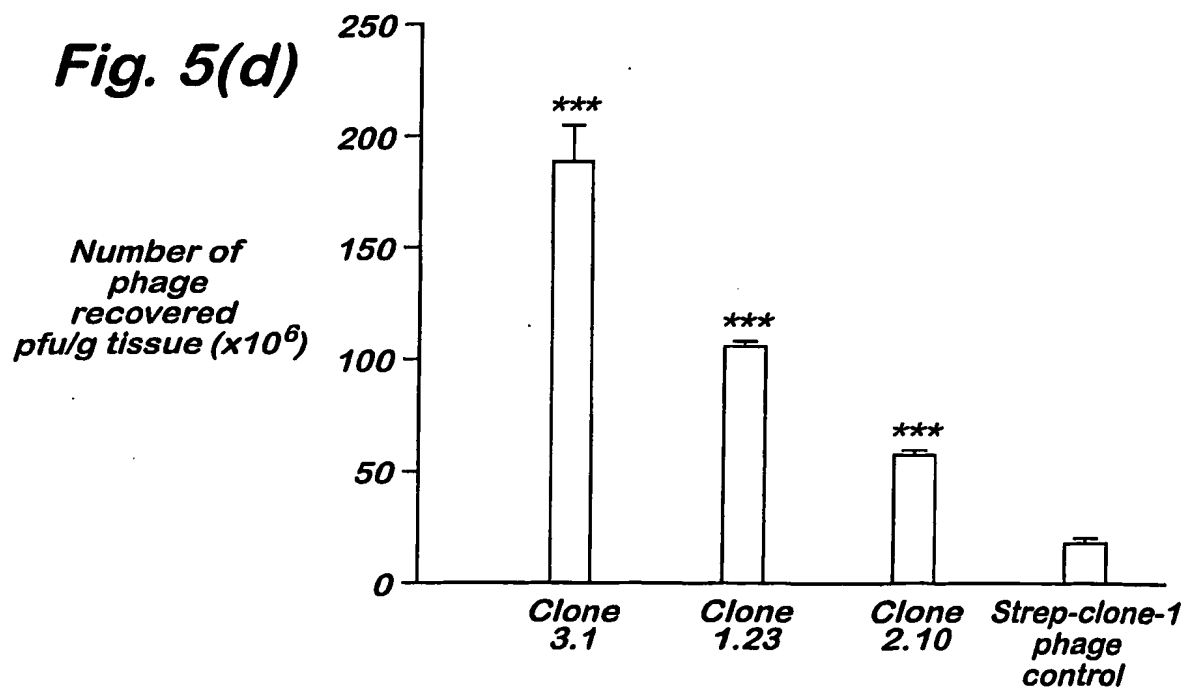 Fig. 5(d)
250
200
150
100
50
0
Number of
phage
recovered
pfu/g tissue (x10⁶)
***
***
***
Clone
3.1
Clone
1.23
Clone
2.10
Strep-clone-1
phage
control